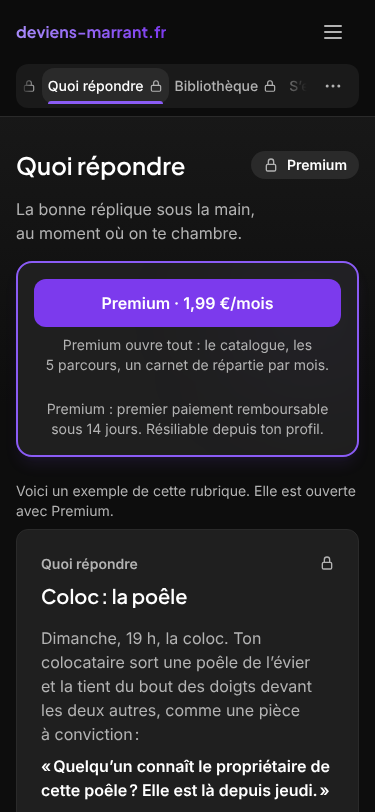 deviens-marrant.fr
Quoi répondre Bibliothèque
Quoi répondre Premium
La bonne réplique sous la main,
au moment où on te chambre.
Premium · 1,99 €/mois
Premium ouvre tout : le catalogue, les
5 parcours, un carnet de répartie par mois.
Premium : premier paiement remboursable
sous 14 jours. Résiliable depuis ton profil.
Voici un exemple de cette rubrique. Elle est ouverte
avec Premium.
Quoi répondre
Coloc : la poêle
Dimanche, 19 h, la coloc. Ton
colocataire sort une poêle de l’évier
et la tient du bout des doigts devant
les deux autres, comme une pièce
à conviction :
« Quelqu’un connaît le propriétaire de
cette poêle ? Elle est là depuis jeudi. »